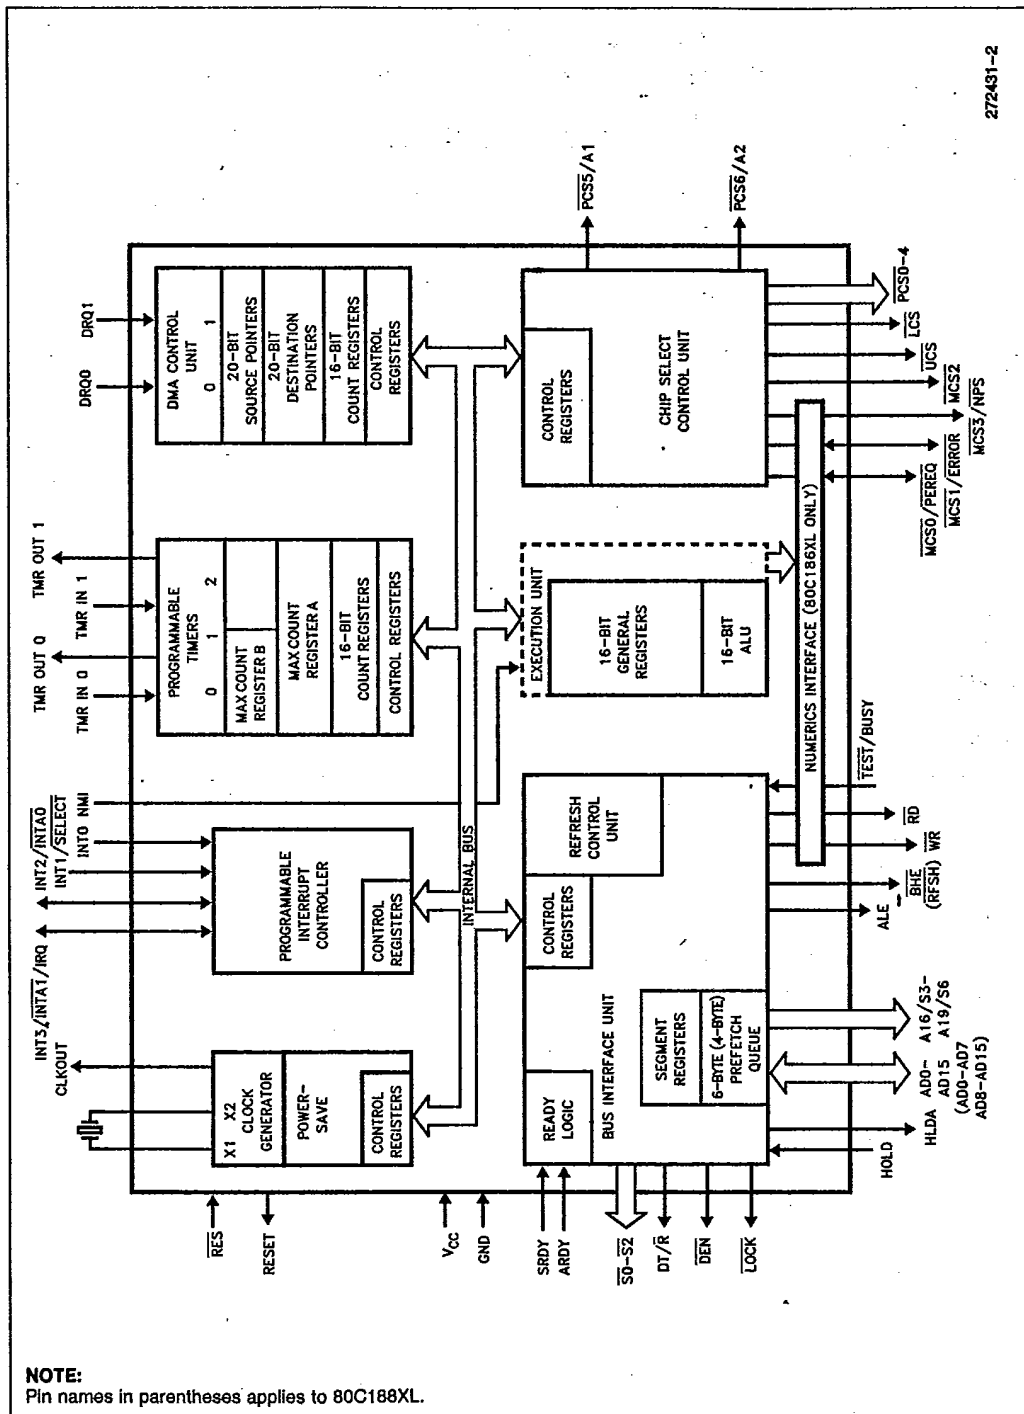 272431-2
INT3/INTA1/IRQ
INT2/INTA0
INT1/SELECT
INT0 NMI
TMR OUT 0
TMR IN 0
TMR OUT 1
TMR IN 1
DRQ0
DRQ1
CLKOUT
X1 X2
CLOCK
GENERATOR
POWER-
SAVE
CONTROL
REGISTERS
PROGRAMMABLE
INTERRUPT
CONTROLLER
CONTROL
REGISTERS
PROGRAMMABLE
TIMERS
0 1 2
MAX COUNT
REGISTER B
MAX COUNT
REGISTER A
16-BIT
COUNT REGISTERS
CONTROL REGISTERS
DMA CONTROL
UNIT
0 1
20-BIT
SOURCE POINTERS
20-BIT
DESTINATION
POINTERS
16-BIT
COUNT REGISTERS
CONTROL
REGISTERS
RES
RESET
VCC
GND
INTERNAL BUS
SRDY
ARDY
S0-S2
DT/R
DEN
LOCK
READY
LOGIC
BUS INTERFACE UNIT
CONTROL
REGISTERS
REFRESH
CONTROL
UNIT
SEGMENT
REGISTERS
6-BYTE (4-BYTE)
PREFETCH
QUEUE
EXECUTION UNIT
16-BIT
GENERAL
REGISTERS
16-BIT
ALU
CONTROL
REGISTERS
CHIP SELECT
CONTROL UNIT
PCS5/A1
PCS6/A2
NUMERICS INTERFACE (80C186XL ONLY)
HOLD
HLDA
AD0-
AD15
(AD0-AD7
AD8-AD15)
A16/S3-
A19/S6
ALE
BHE
(RFSH)
WR
RD
TEST/BUSY
MCS0/PEREQ
MCS1/ERROR
MCS3/NPS
MCS2
UCS
LCS
PCS0-4
NOTE:
Pin names in parentheses applies to 80C188XL.